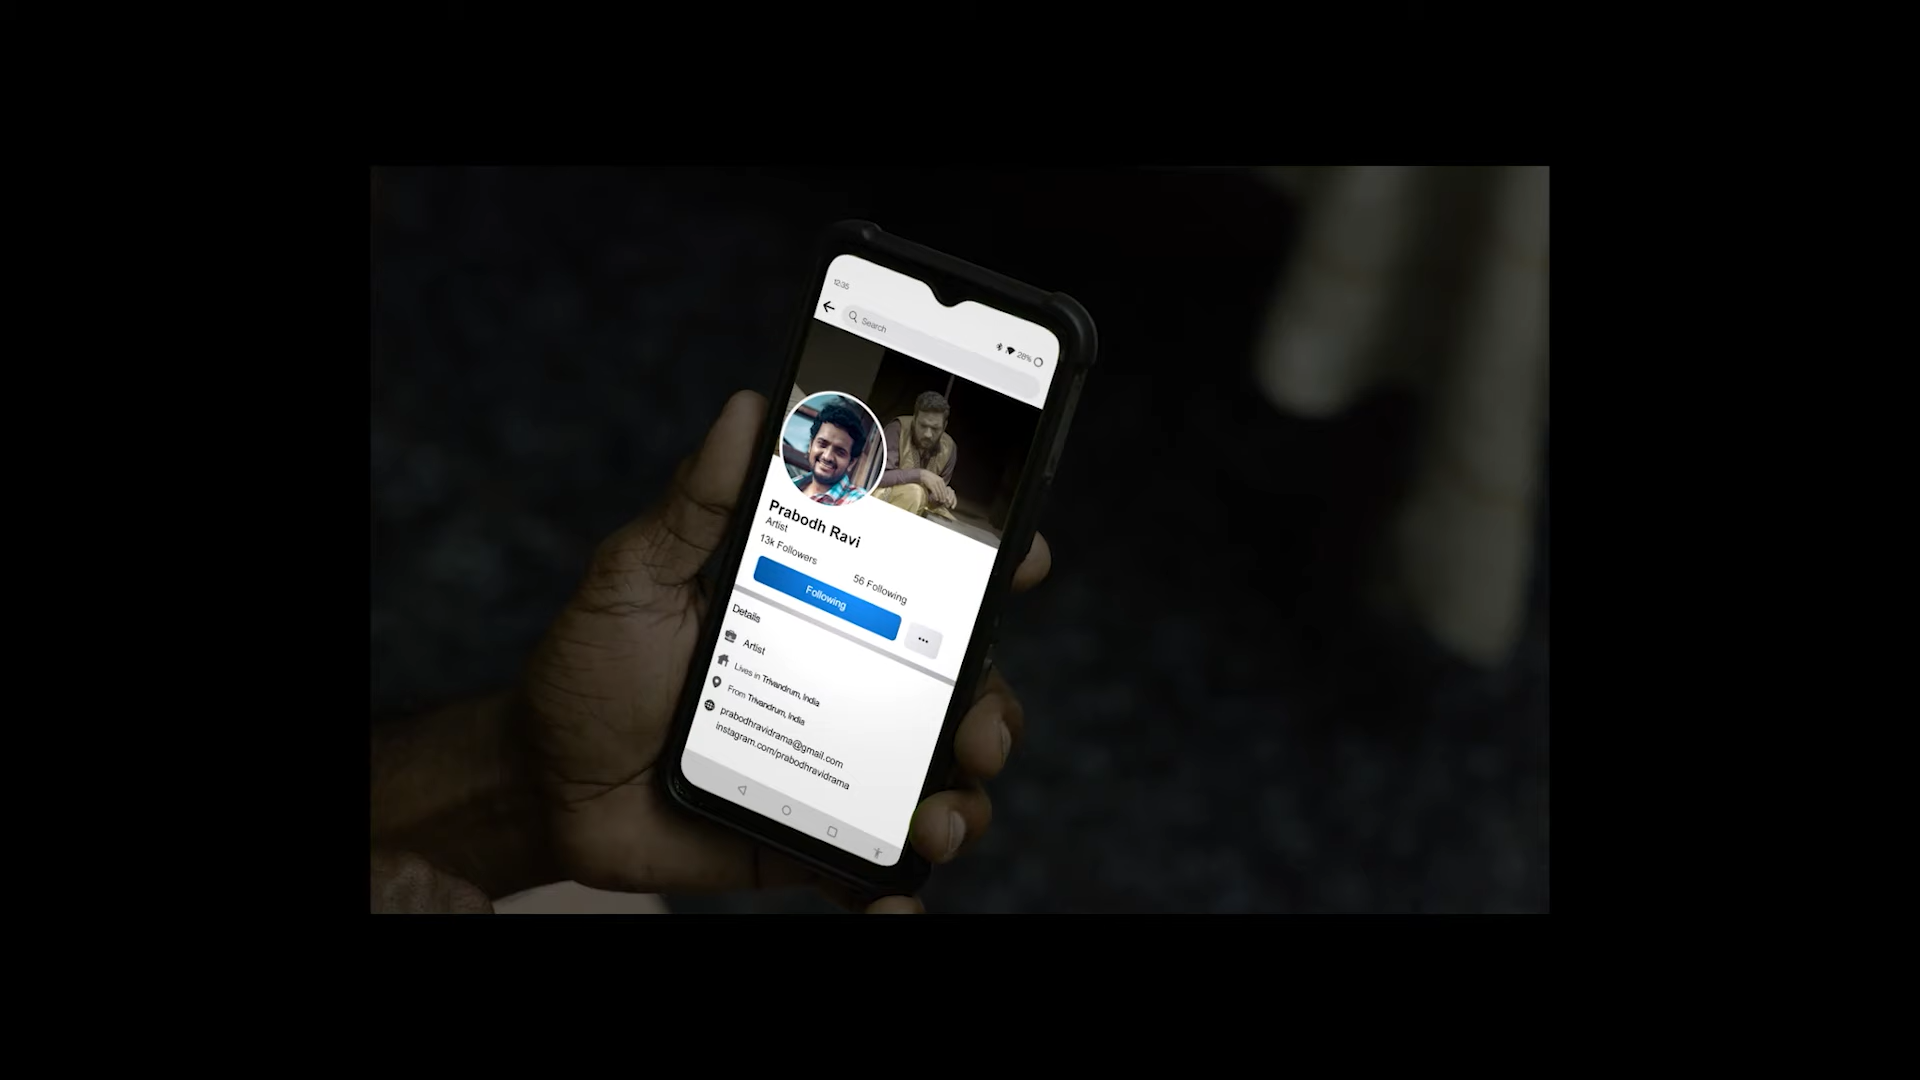 12:35
Search
28%
Prabodh Ravi
Artist
13k Followers
56 Following
Following
Details
Artist
Lives in Trivandrum, India
From Trivandrum, India
prabodhravidrama@gmail.com
instagram.com/prabodhravidrama